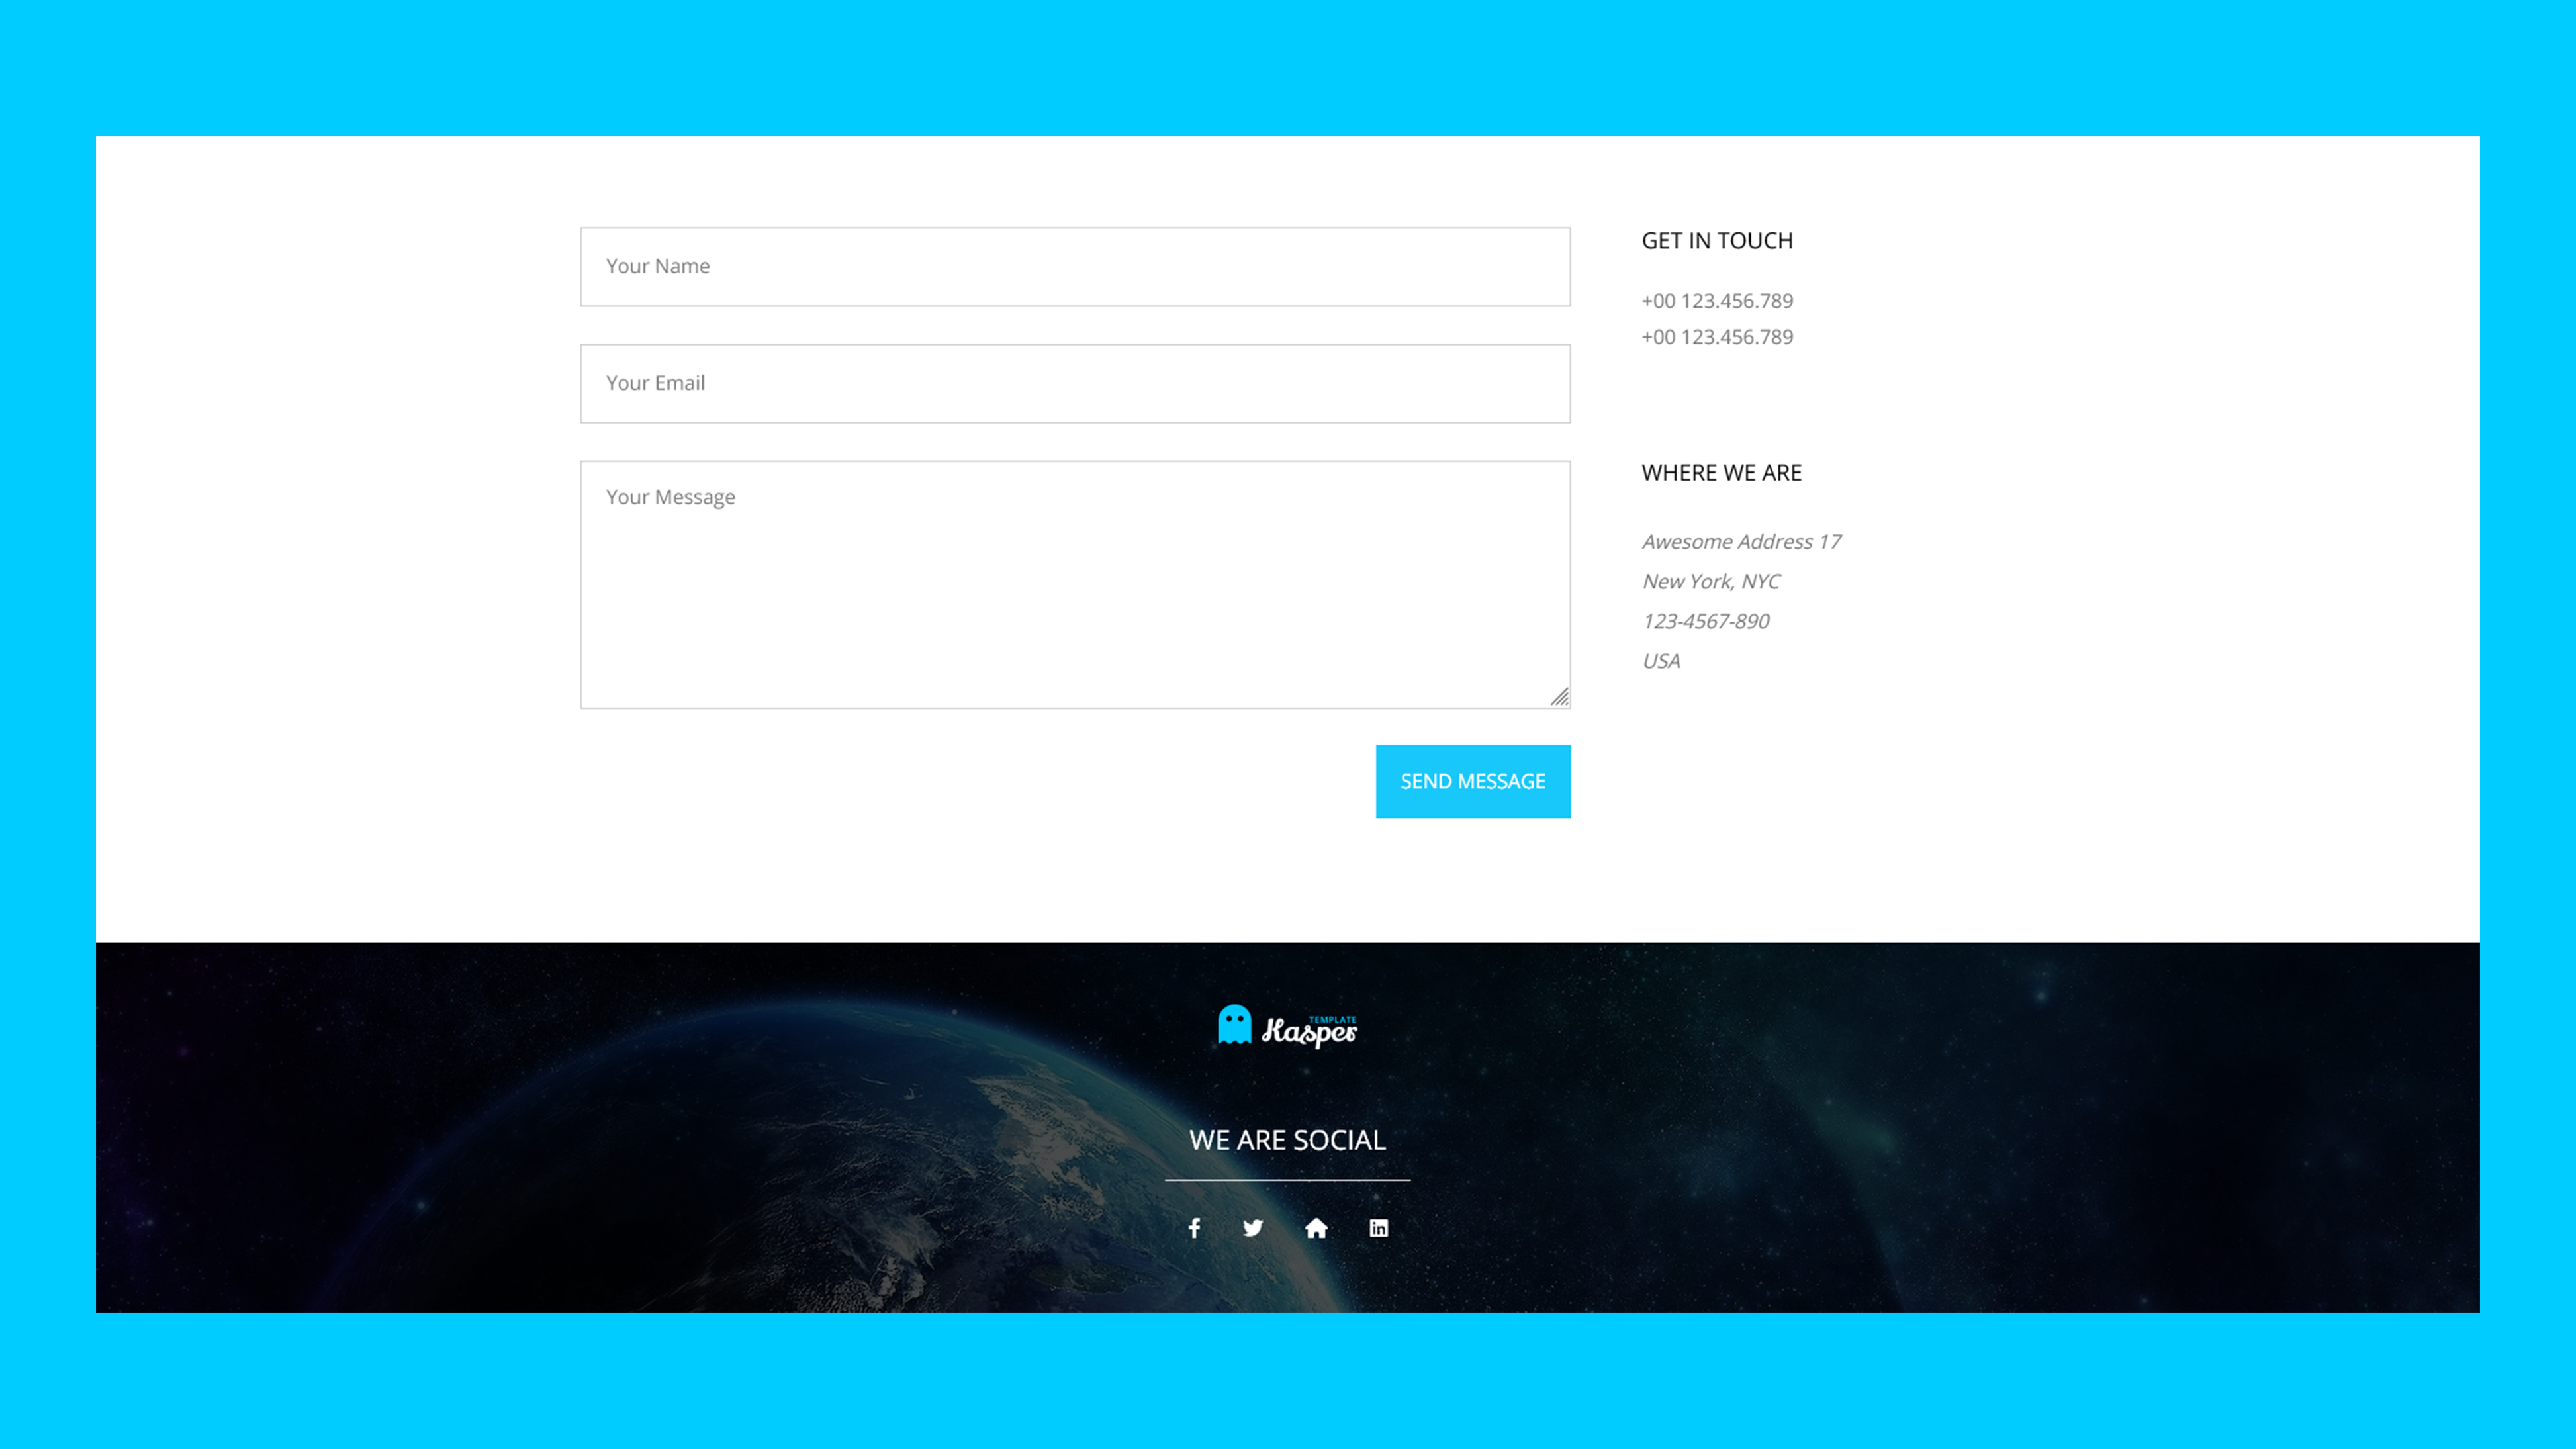 Your Name
Your Email
Your Message
SEND MESSAGE
GET IN TOUCH
+00 123.456.789
+00 123.456.789
WHERE WE ARE
Awesome Address 17
New York, NYC
123-4567-890
USA
TEMPLATE
Kasper
WE ARE SOCIAL